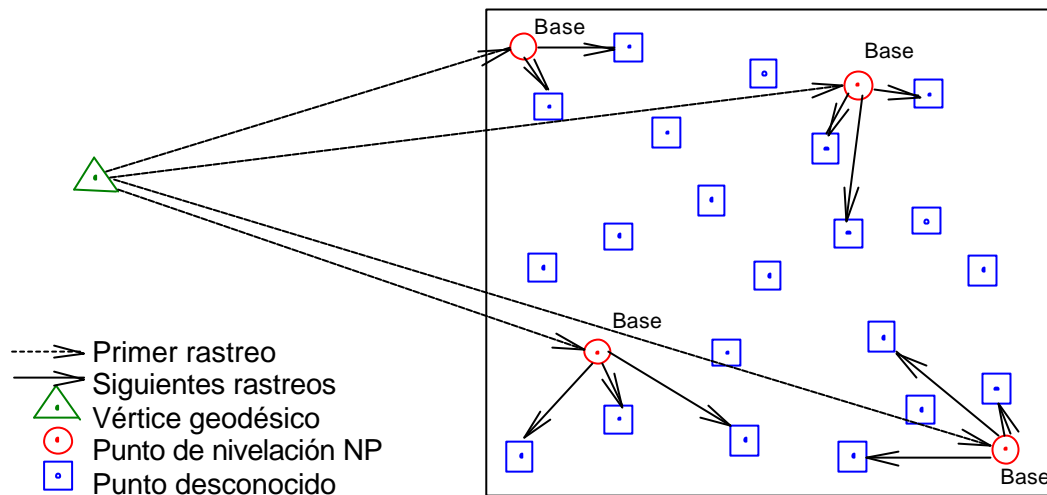 Base
Base
Base
Primer rastreo
Siguientes rastreos
Vértice geodésico
Punto de nivelación NP
Base
Punto desconocido